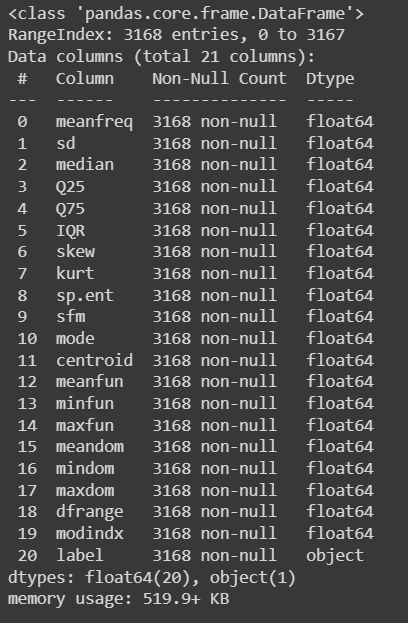 <class 'pandas.core.frame.DataFrame'>
RangeIndex: 3168 entries, 0 to 3167
Data columns (total 21 columns):
 #   Column    Non-Null Count  Dtype
---  ------    --------------  -----
 0   meanfreq  3168 non-null   float64
 1   sd        3168 non-null   float64
 2   median    3168 non-null   float64
 3   Q25       3168 non-null   float64
 4   Q75       3168 non-null   float64
 5   IQR       3168 non-null   float64
 6   skew      3168 non-null   float64
 7   kurt      3168 non-null   float64
 8   sp.ent    3168 non-null   float64
 9   sfm       3168 non-null   float64
 10  mode      3168 non-null   float64
 11  centroid  3168 non-null   float64
 12  meanfun   3168 non-null   float64
 13  minfun    3168 non-null   float64
 14  maxfun    3168 non-null   float64
 15  meandom   3168 non-null   float64
 16  mindom    3168 non-null   float64
 17  maxdom    3168 non-null   float64
 18  dfrange   3168 non-null   float64
 19  modindx   3168 non-null   float64
 20  label     3168 non-null   object
dtypes: float64(20), object(1)
memory usage: 519.9+ KB